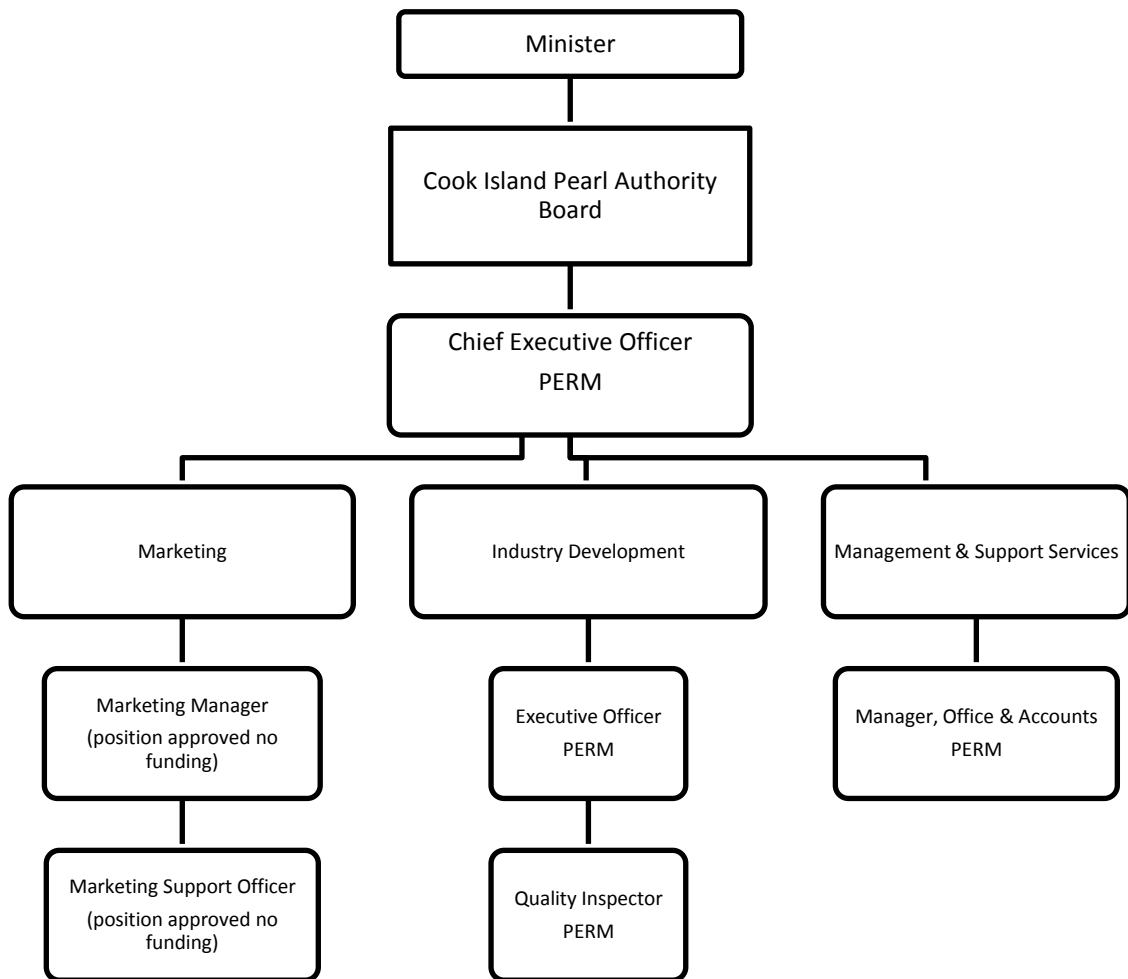 Minister
Cook Island Pearl Authority
Board
Chief Executive Officer
PERM
Marketing
Industry Development
Management & Support Services
Marketing Manager
(position approved no
funding)
Executive Officer
PERM
Manager, Office & Accounts
PERM
Marketing Support Officer
(position approved no
funding)
Quality Inspector
PERM